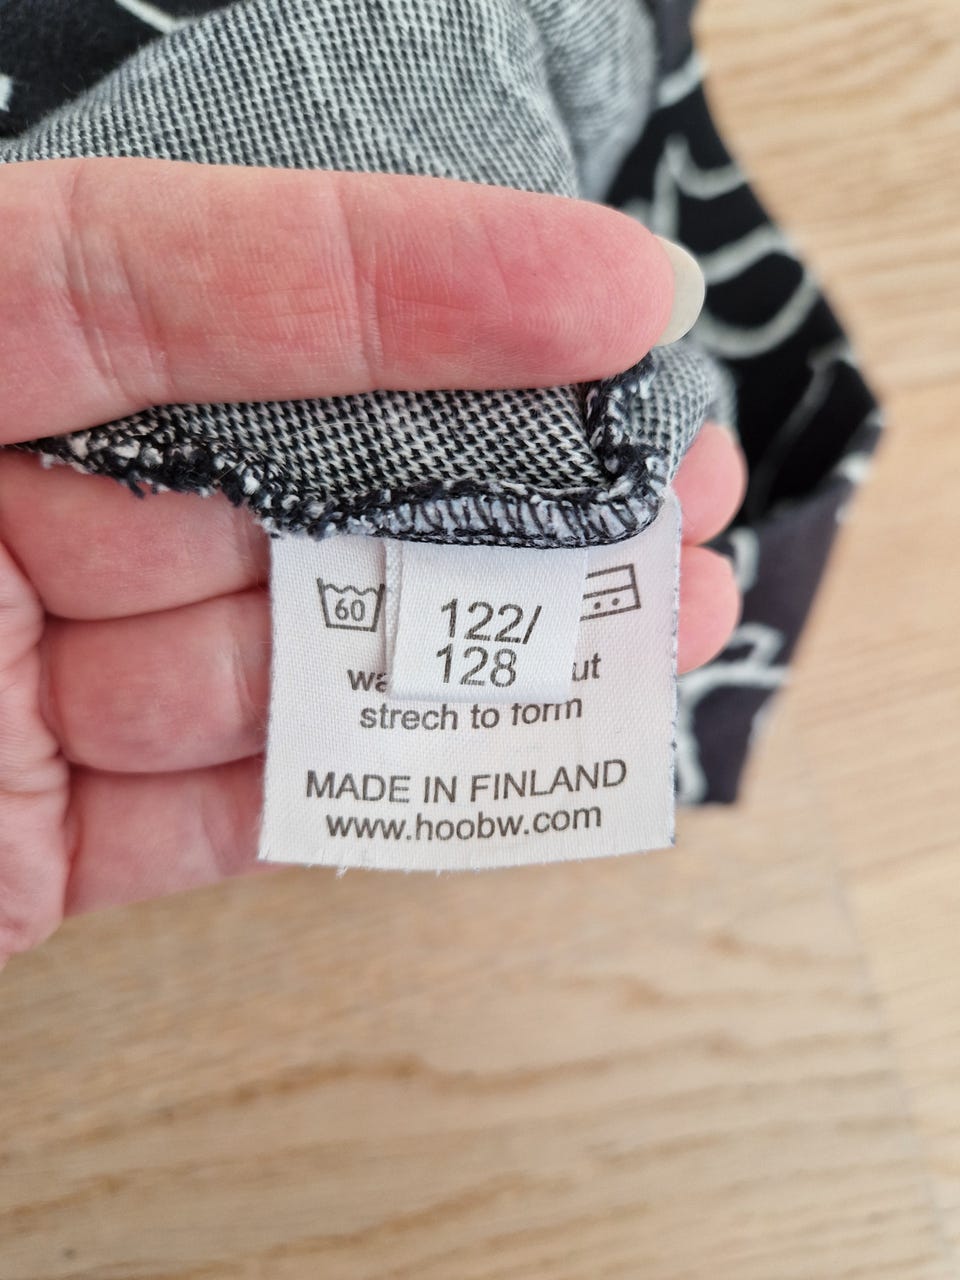 60
122/
128
strech to form
MADE IN FINLAND
www.hoobw.com